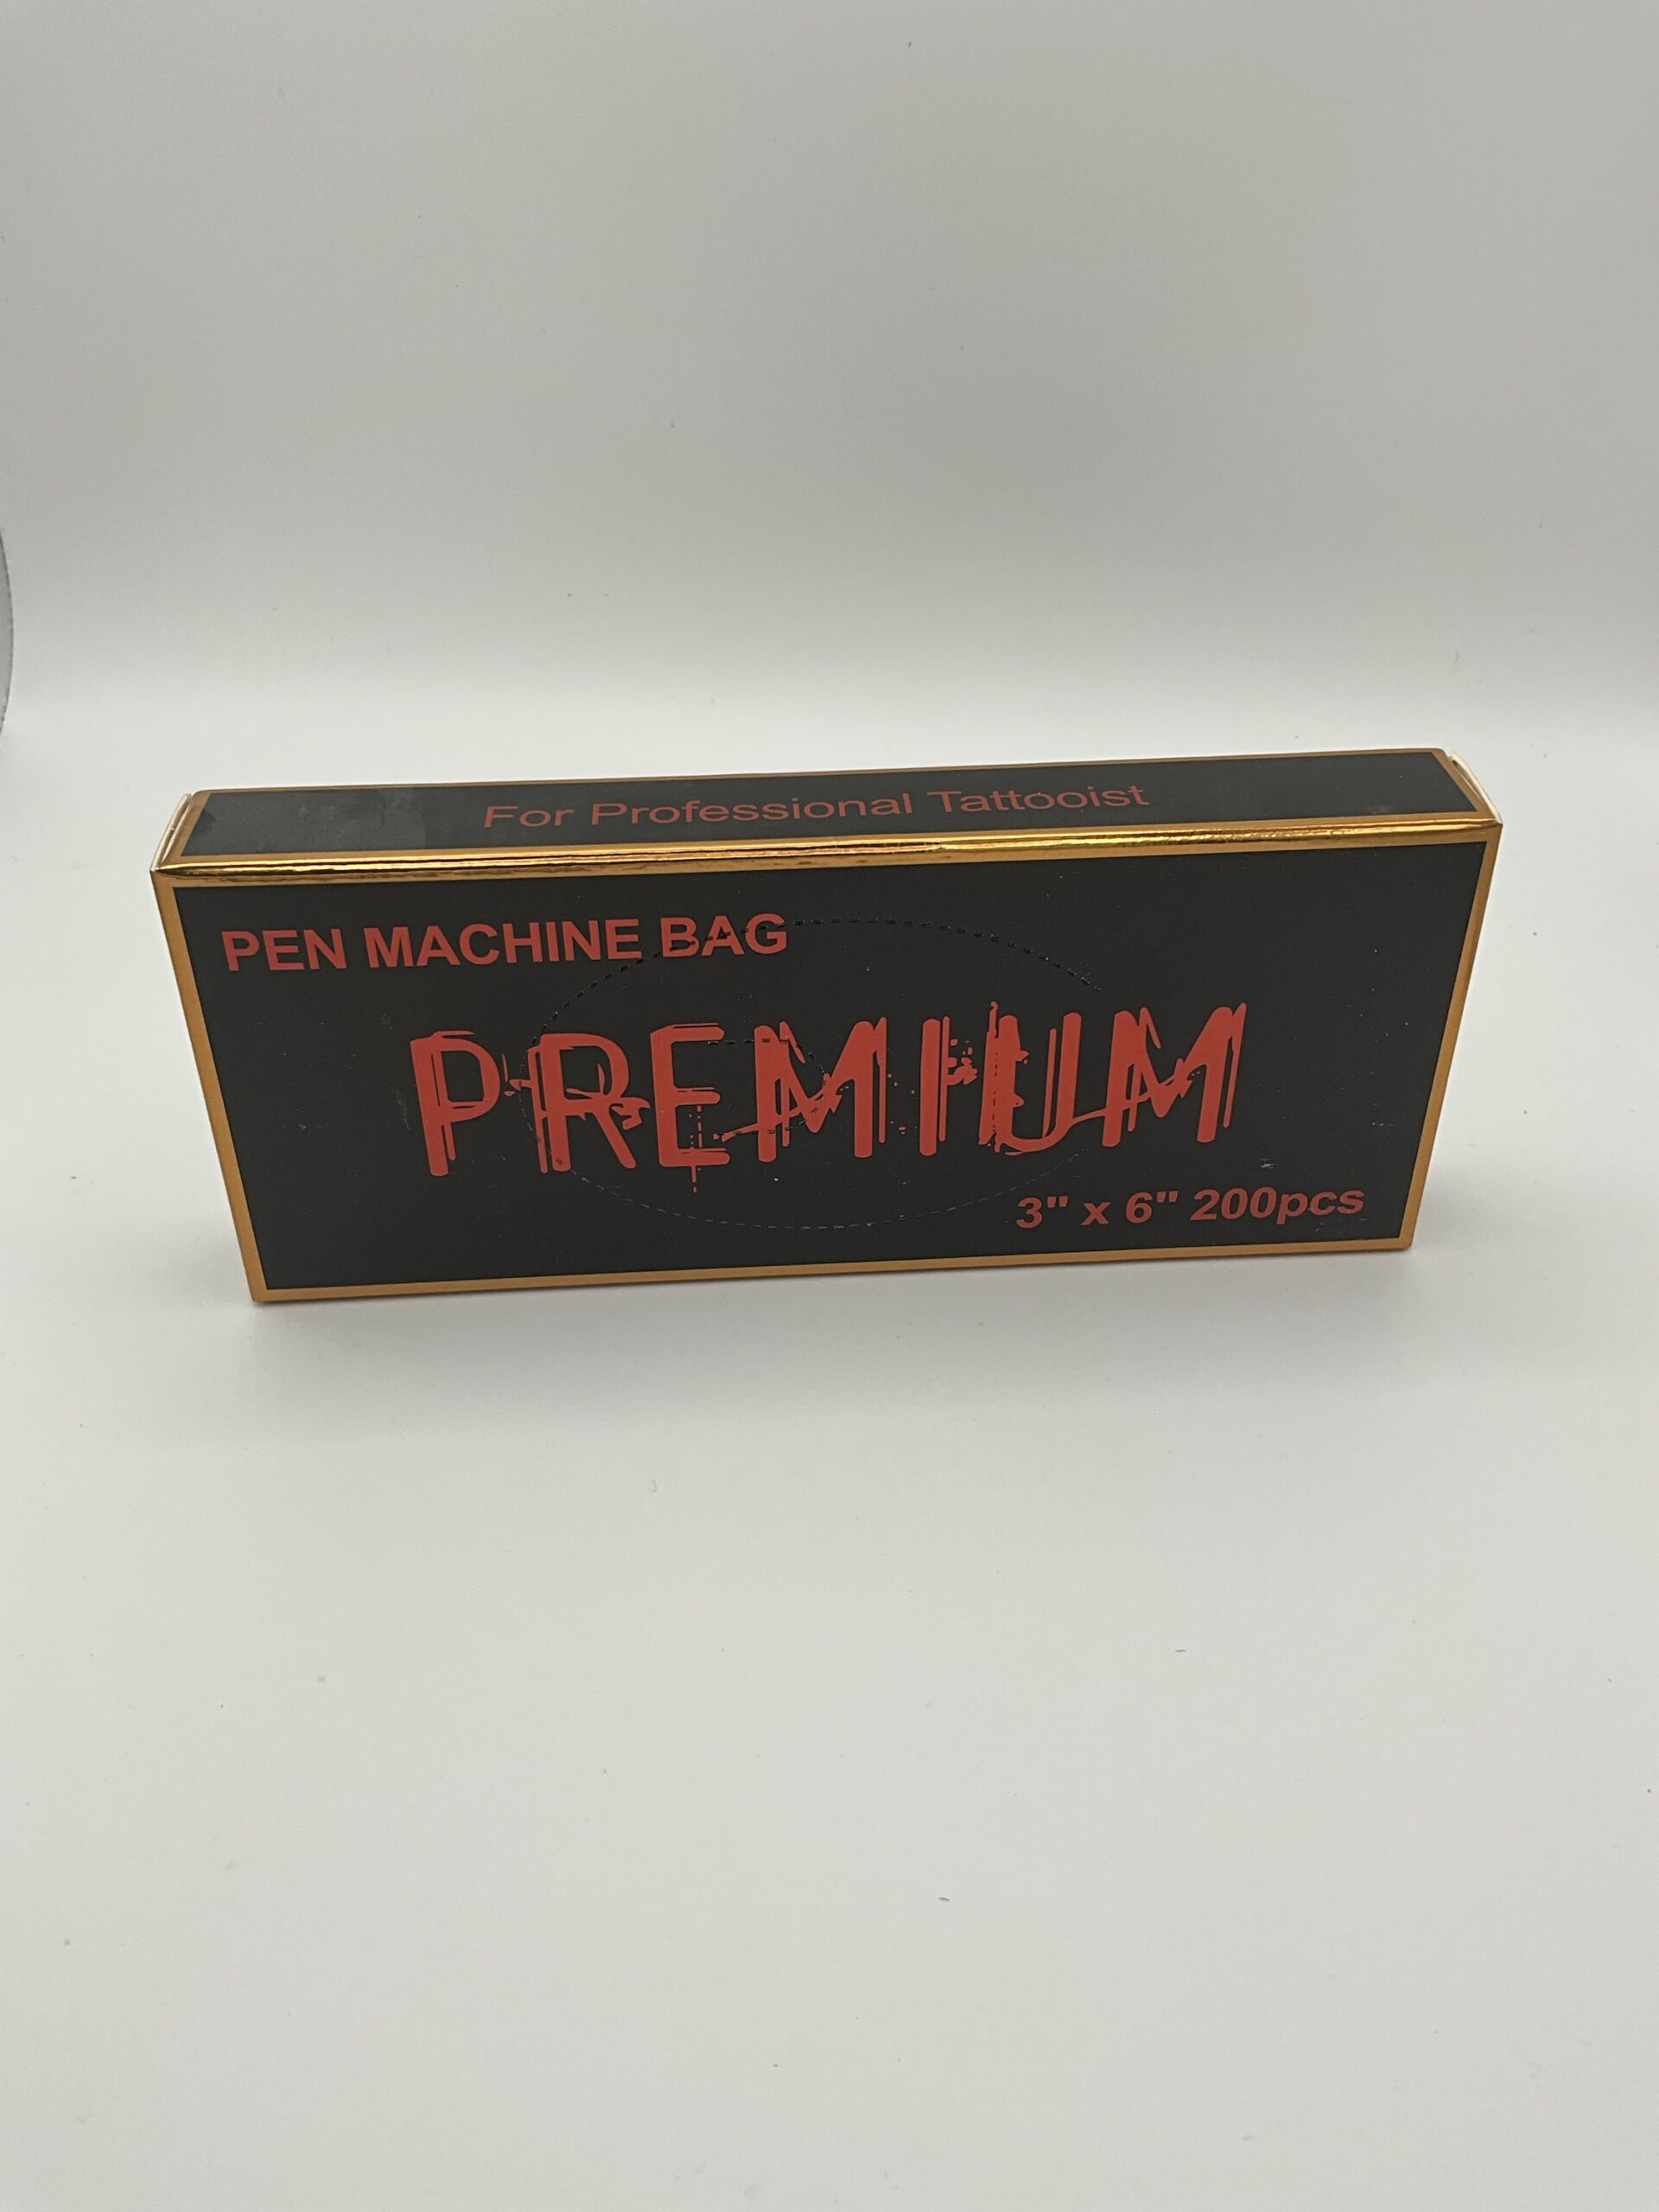 For Professional Tattooist
PEN MACHINE BAG
PREMIUM
3" x 6" 200pcs